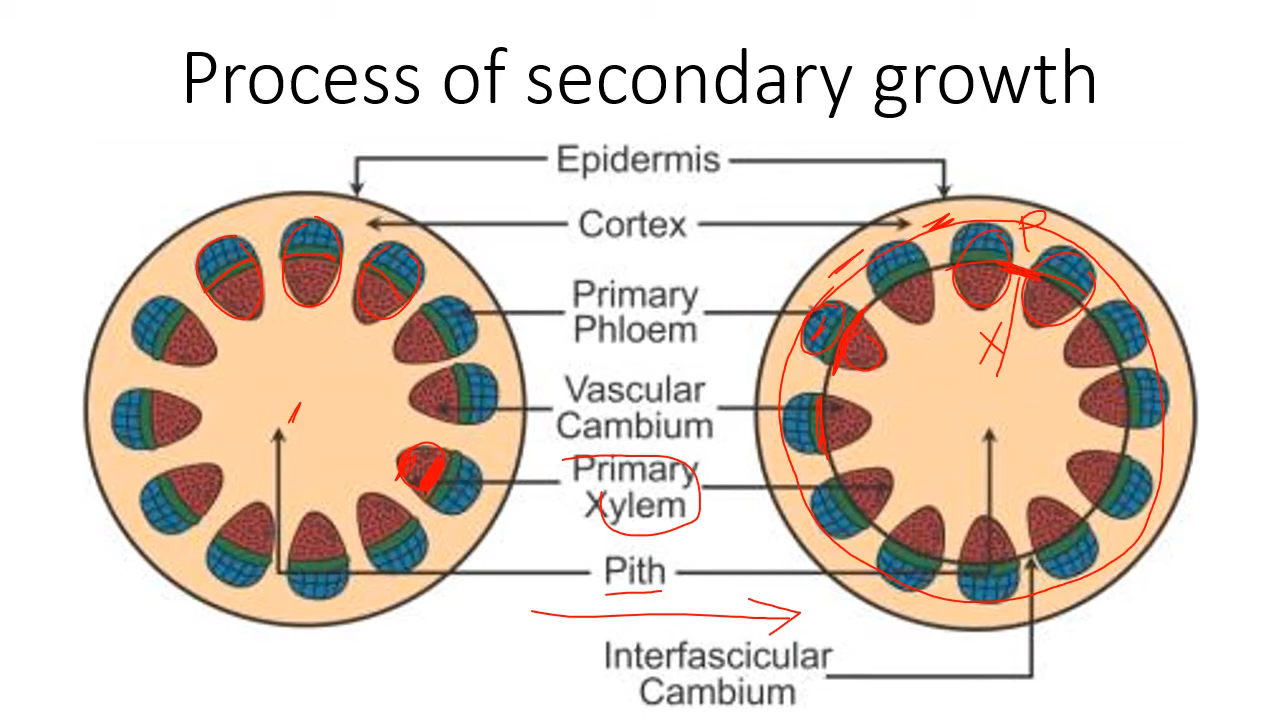 Process of secondary growth
Epidermis
Cortex
P
Primary
Phloem
X
Vascular
Cambium
Primary
Xylem
Pith
Interfascicular
Cambium